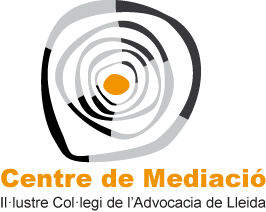 Centre de Mediació
Il·lustre Col·legi de l'Advocacia de Lleida